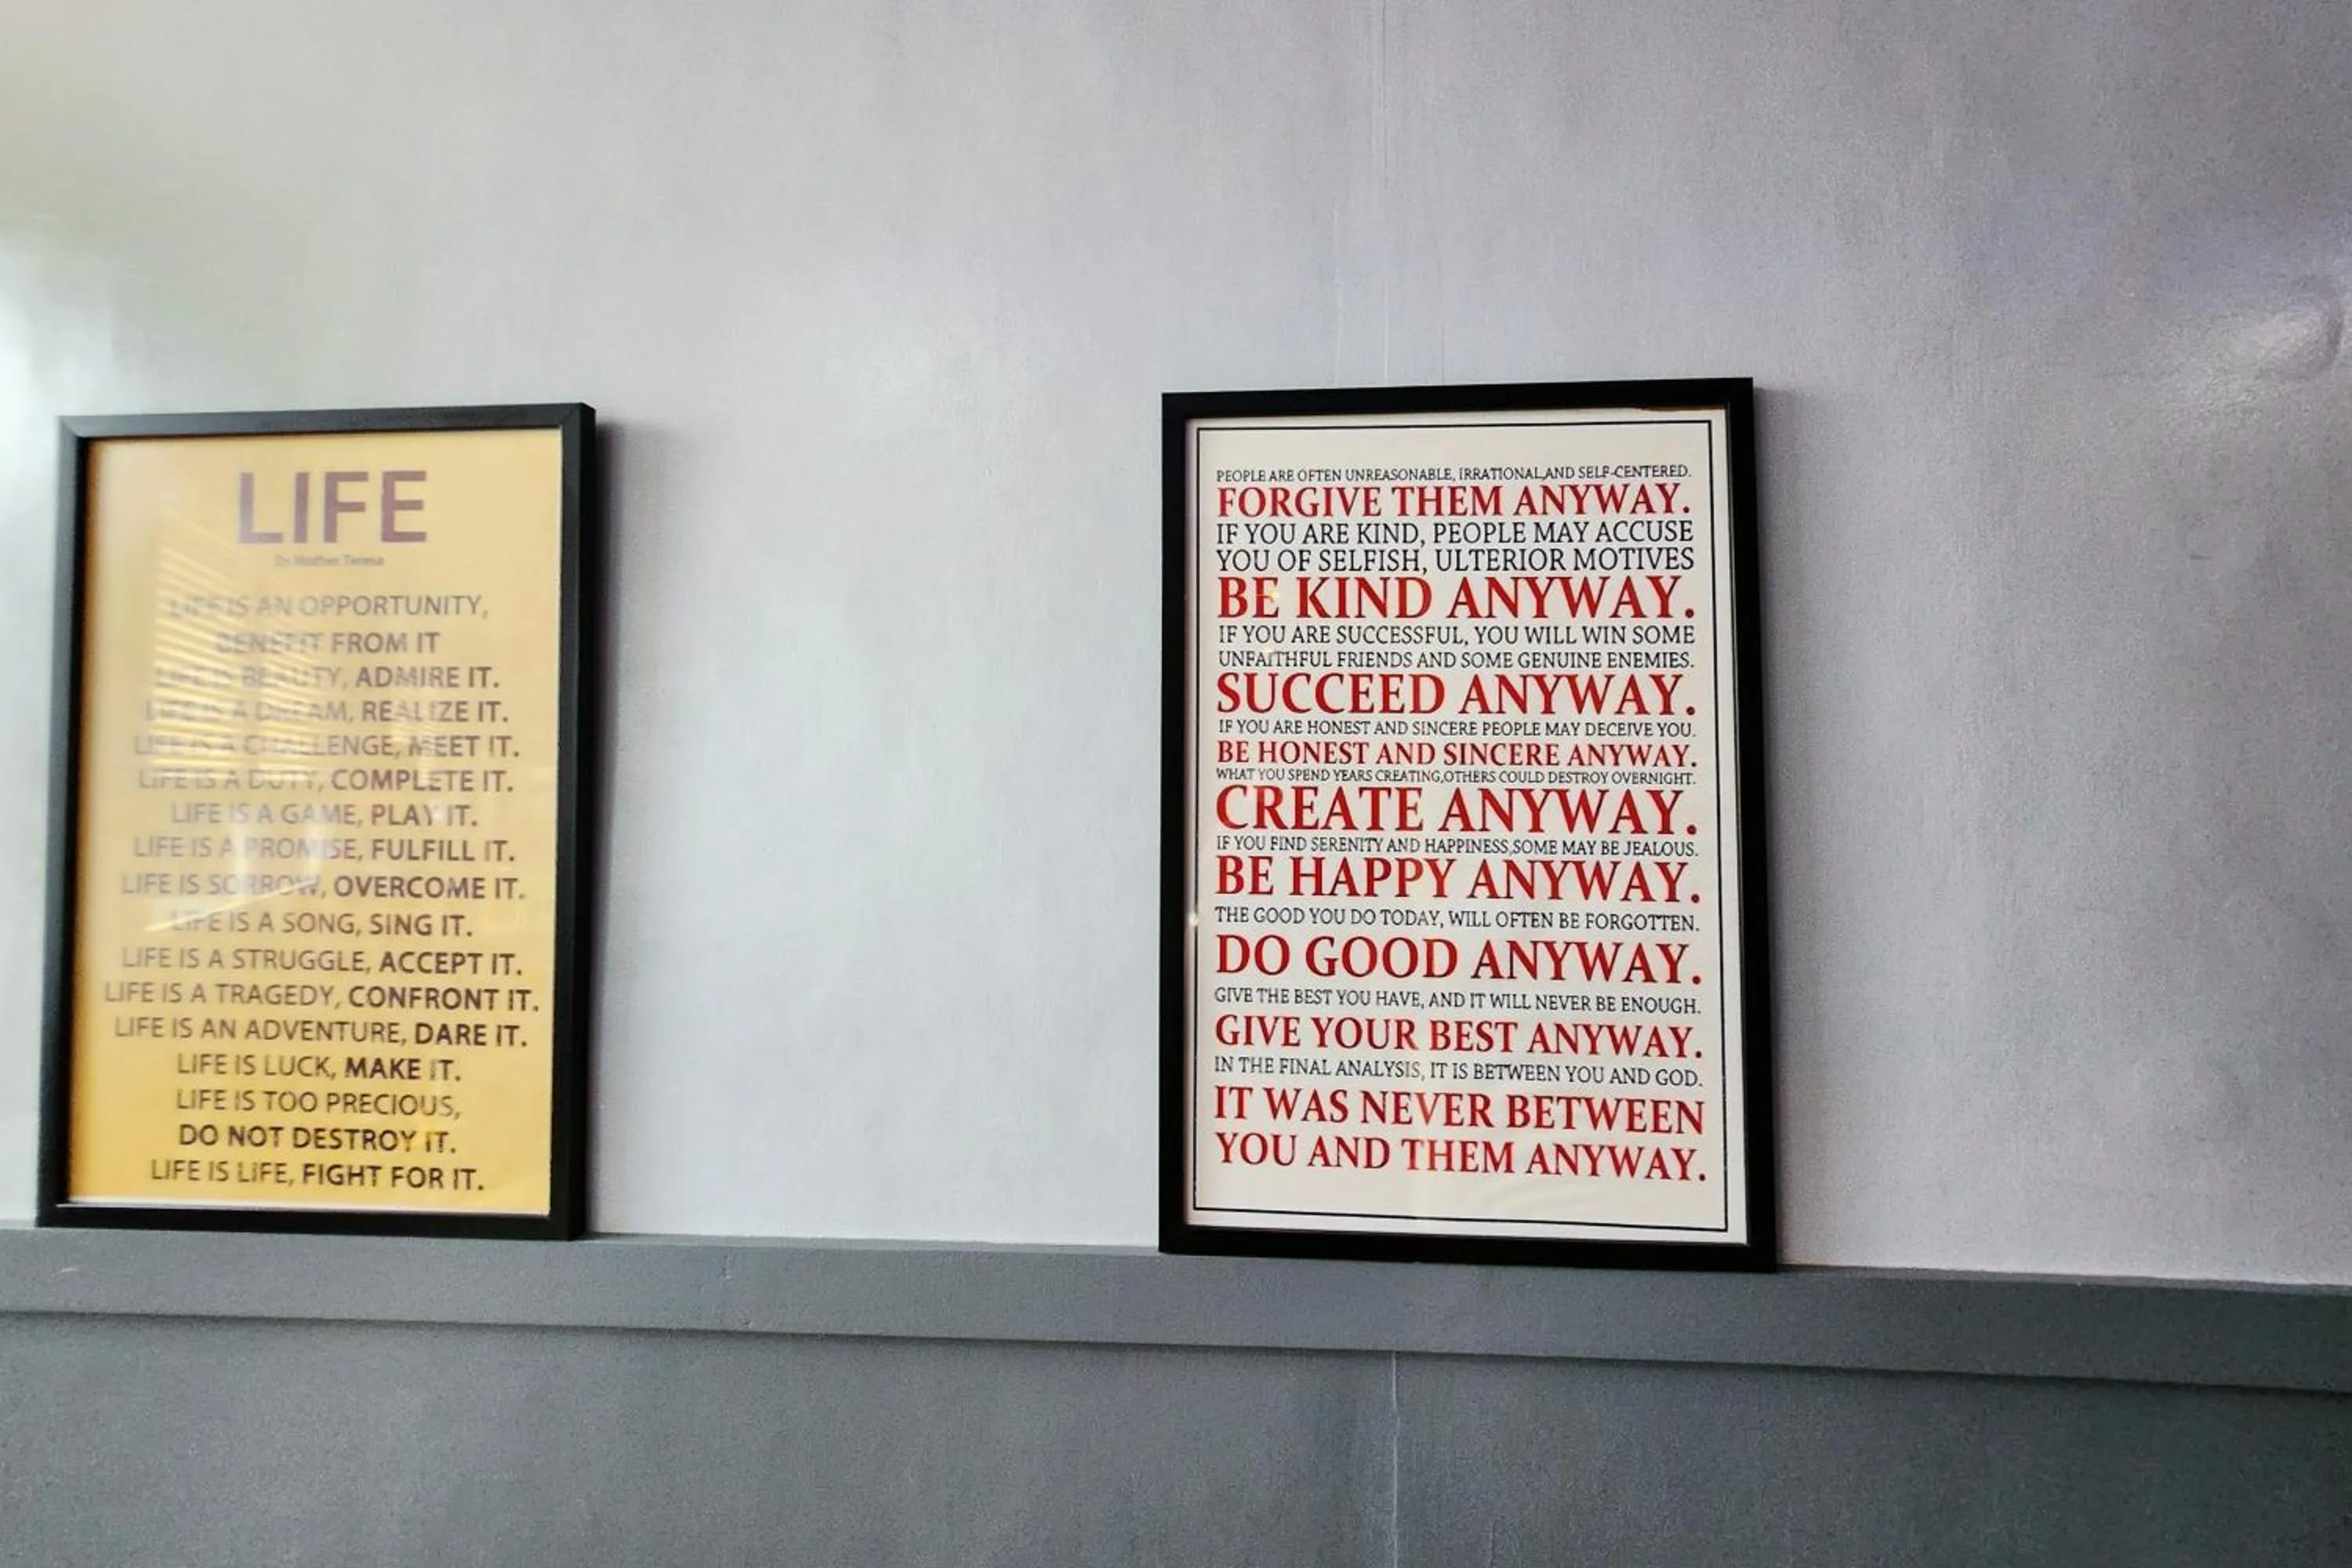 LIFE
By Mother Teresa
LIFE IS AN OPPORTUNITY,
BENEFIT FROM IT
LIFE IS BEAUTY, ADMIRE IT.
LIFE IS A DREAM, REALIZE IT.
LIFE IS A CHALLENGE, MEET IT.
LIFE IS A DUTY, COMPLETE IT.
LIFE IS A GAME, PLAY IT.
LIFE IS A PROMISE, FULFILL IT.
LIFE IS SORROW, OVERCOME IT.
LIFE IS A SONG, SING IT.
LIFE IS A STRUGGLE, ACCEPT IT.
LIFE IS A TRAGEDY, CONFRONT IT.
LIFE IS AN ADVENTURE, DARE IT.
LIFE IS LUCK, MAKE IT.
LIFE IS TOO PRECIOUS,
DO NOT DESTROY IT.
LIFE IS LIFE, FIGHT FOR IT.
PEOPLE ARE OFTEN UNREASONABLE, IRRATIONAL,AND SELF-CENTERED.
FORGIVE THEM ANYWAY.
IF YOU ARE KIND, PEOPLE MAY ACCUSE
YOU OF SELFISH, ULTERIOR MOTIVES
BE KIND ANYWAY.
IF YOU ARE SUCCESSFUL, YOU WILL WIN SOME
UNFAITHFUL FRIENDS AND SOME GENUINE ENEMIES.
SUCCEED ANYWAY.
IF YOU ARE HONEST AND SINCERE PEOPLE MAY DECEIVE YOU.
BE HONEST AND SINCERE ANYWAY.
WHAT YOU SPEND YEARS CREATING,OTHERS COULD DESTROY OVERNIGHT.
CREATE ANYWAY.
IF YOU FIND SERENITY AND HAPPINESS,SOME MAY BE JEALOUS.
BE HAPPY ANYWAY.
THE GOOD YOU DO TODAY, WILL OFTEN BE FORGOTTEN.
DO GOOD ANYWAY.
GIVE THE BEST YOU HAVE, AND IT WILL NEVER BE ENOUGH.
GIVE YOUR BEST ANYWAY.
IN THE FINAL ANALYSIS, IT IS BETWEEN YOU AND GOD.
IT WAS NEVER BETWEEN
YOU AND THEM ANYWAY.